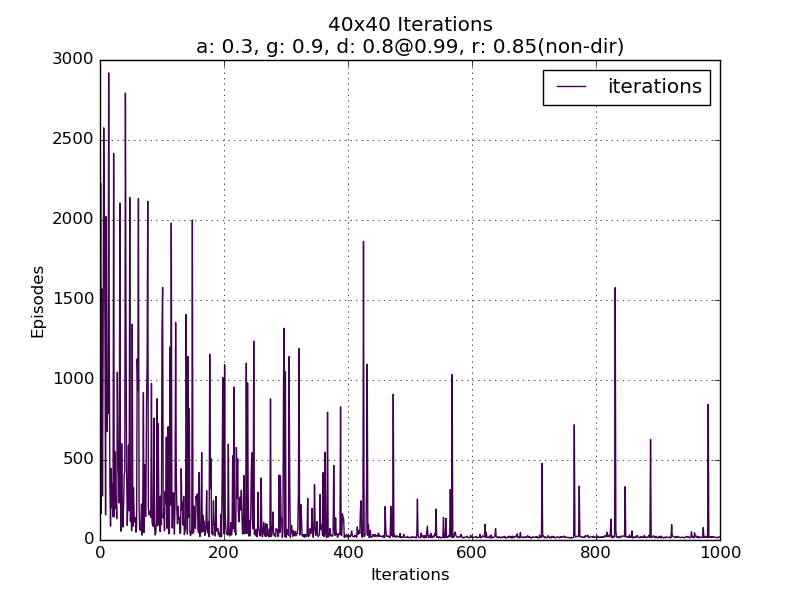 40x40 Iterations
a: 0.3, g: 0.9, d: 0.8@0.99, r: 0.85(non-dir)
3000
iterations
2500
2000
1500
1000
500
0
Episodes
0 200 400 600 800 1000
Iterations